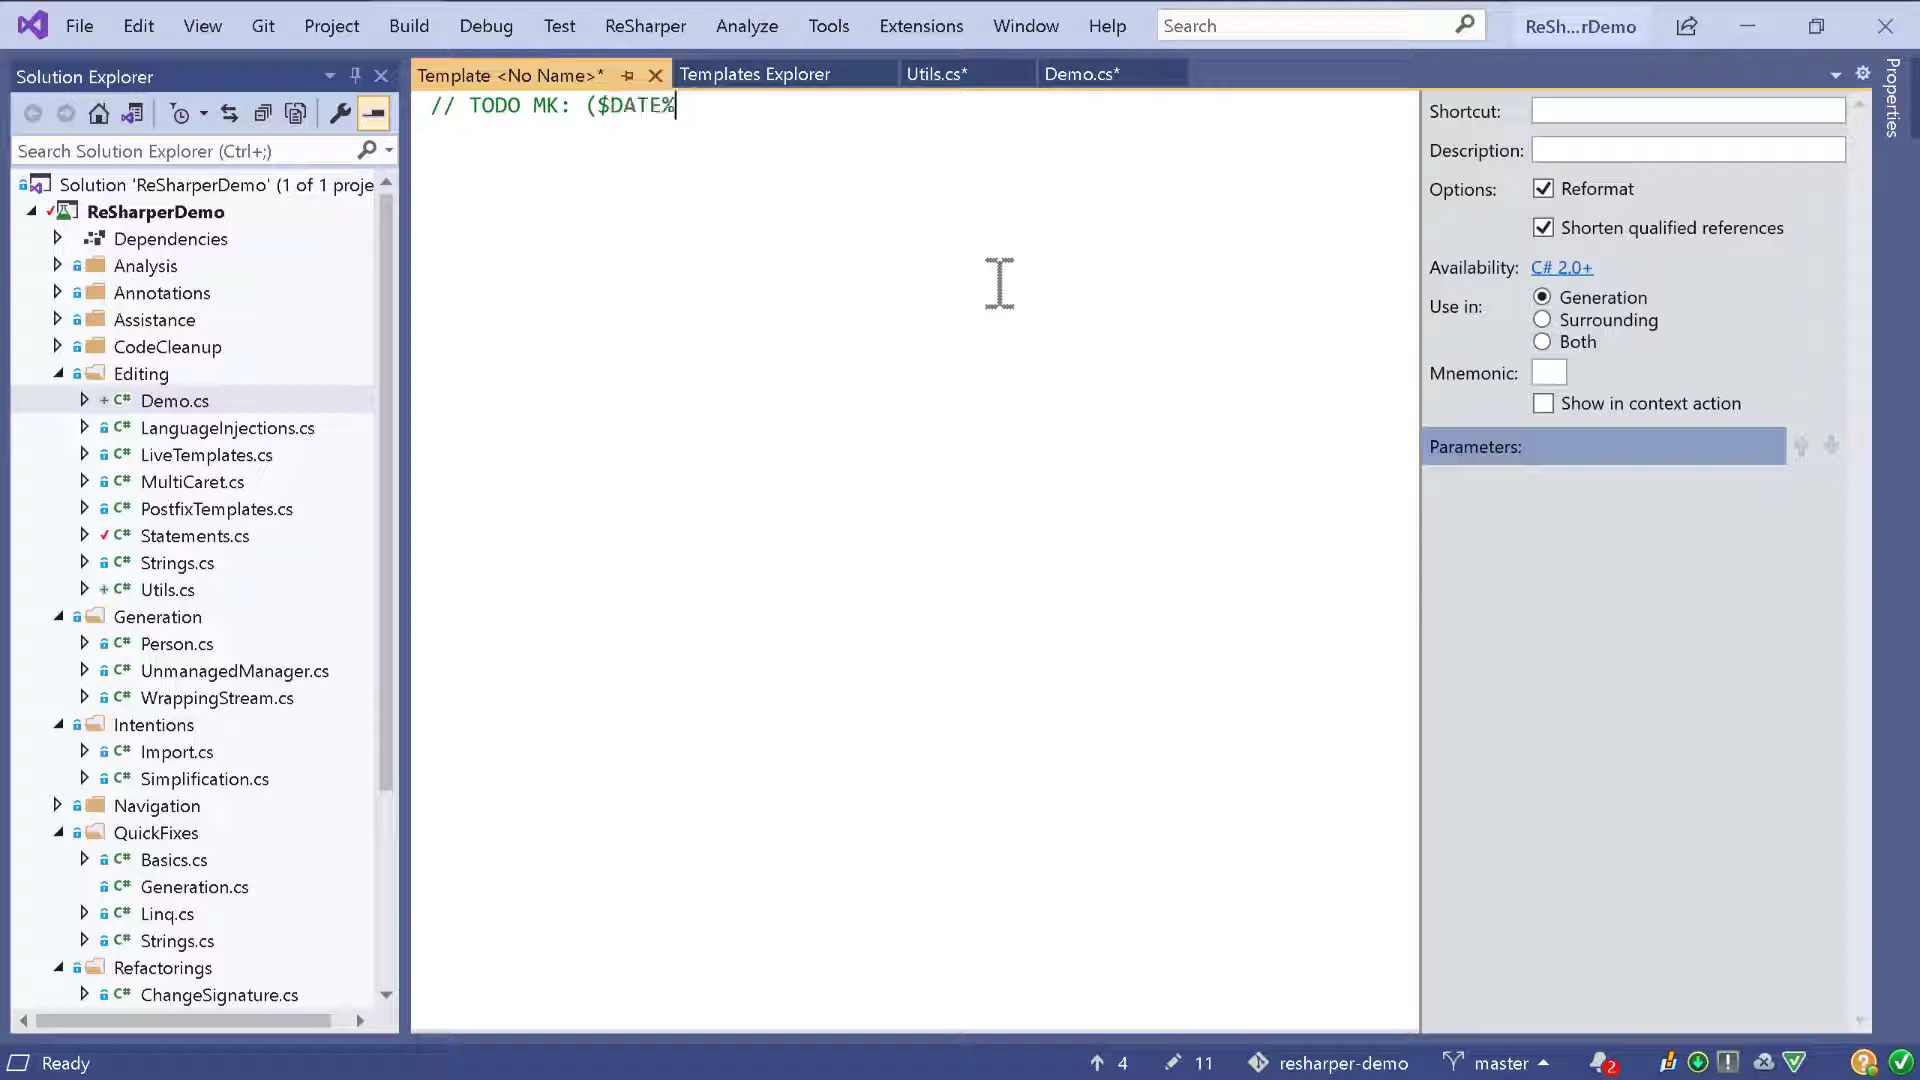 File Edit View Git Project Build Debug Test ReSharper Analyze Tools Extensions Window Help Search ReSh...rDemo
Solution Explorer
Search Solution Explorer (Ctrl+;)
Solution 'ReSharperDemo' (1 of 1 proje
ReSharperDemo
Dependencies
Analysis
Annotations
Assistance
CodeCleanup
Editing
C# Demo.cs
C# LanguageInjections.cs
C# LiveTemplates.cs
C# MultiCaret.cs
C# PostfixTemplates.cs
C# Statements.cs
C# Strings.cs
C# Utils.cs
Generation
C# Person.cs
C# UnmanagedManager.cs
C# WrappingStream.cs
Intentions
C# Import.cs
C# Simplification.cs
Navigation
QuickFixes
C# Basics.cs
C# Generation.cs
C# Linq.cs
C# Strings.cs
Refactorings
C# ChangeSignature.cs
Template <No Name>* Templates Explorer Utils.cs* Demo.cs*
// TODO MK: ($DATE%
Shortcut:
Description:
Options: Reformat
Shorten qualified references
Availability: C# 2.0+
Use in: Generation
Surrounding
Both
Mnemonic:
Show in context action
Parameters:
Properties
Ready 4 11 resharper-demo master 2